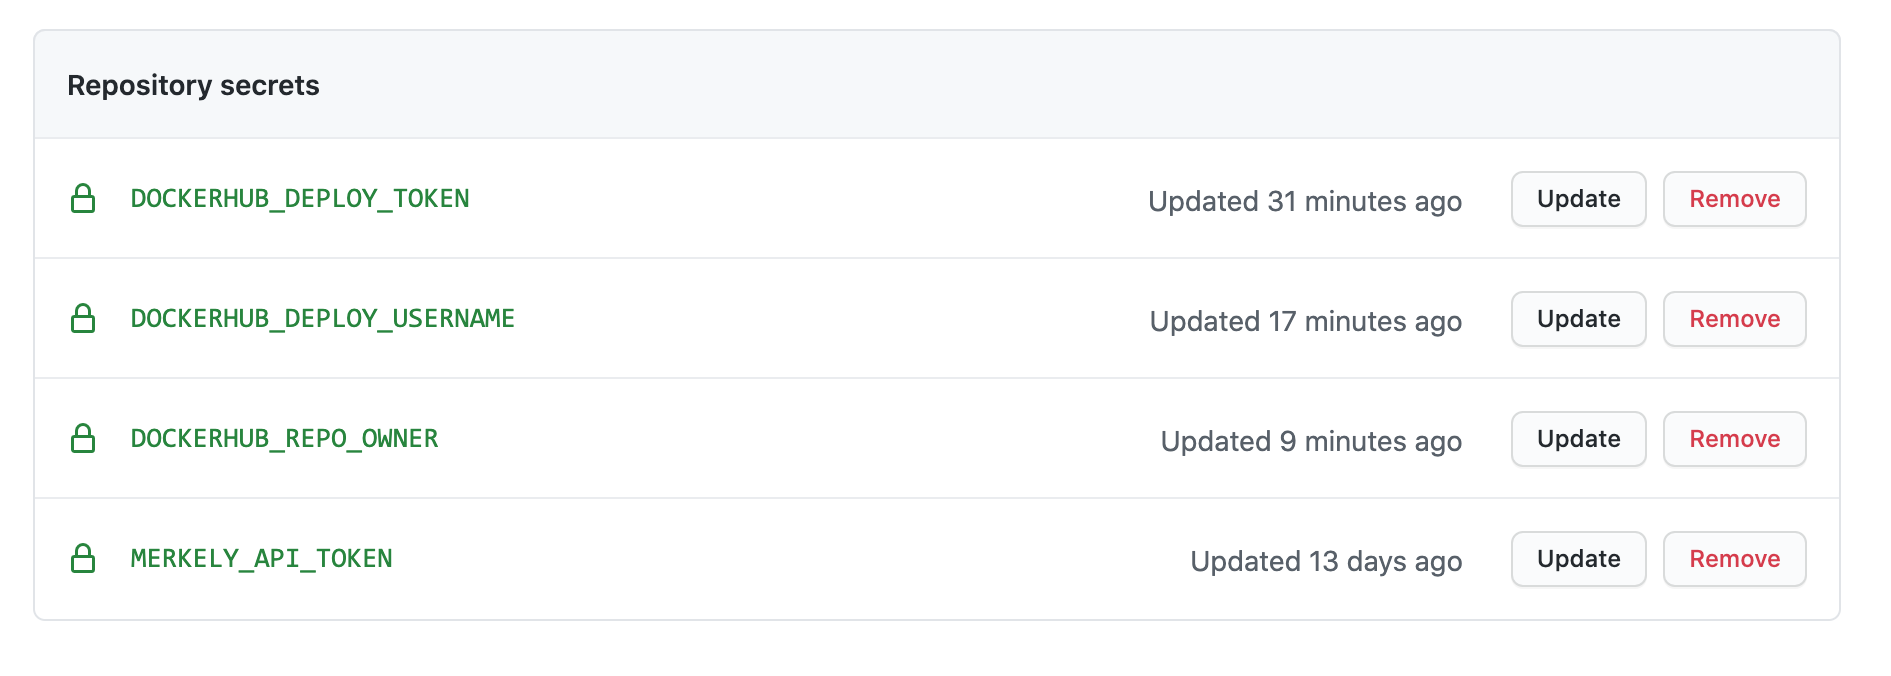 Repository secrets
DOCKERHUB_DEPLOY_TOKEN Updated 31 minutes ago Update Remove
DOCKERHUB_DEPLOY_USERNAME Updated 17 minutes ago Update Remove
DOCKERHUB_REPO_OWNER Updated 9 minutes ago Update Remove
MERKELY_API_TOKEN Updated 13 days ago Update Remove